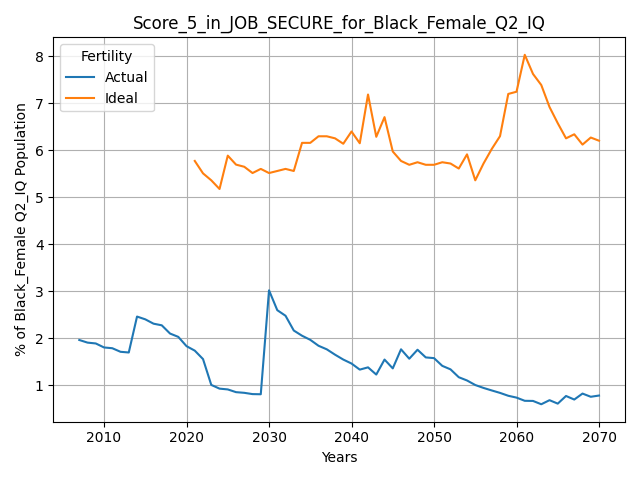 Score_5_in_JOB_SECURE_for_Black_Female_Q2_IQ
% of Black_Female Q2_IQ Population
8
7
6
5
4
3
2
1
Fertility
Actual
Ideal
2010 2020 2030 2040 2050 2060 2070
Years